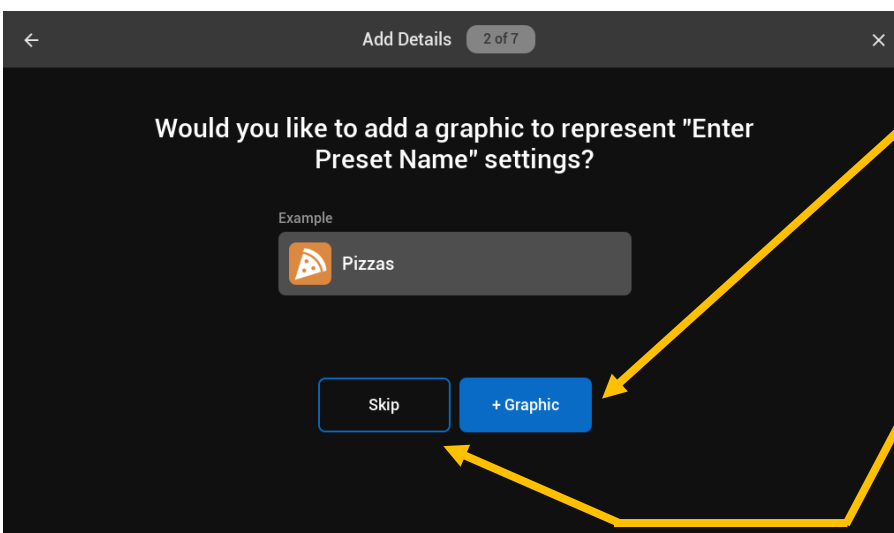 Add Details 2 of 7
Would you like to add a graphic to represent "Enter
Preset Name" settings?
Example
Pizzas
Skip
+ Graphic